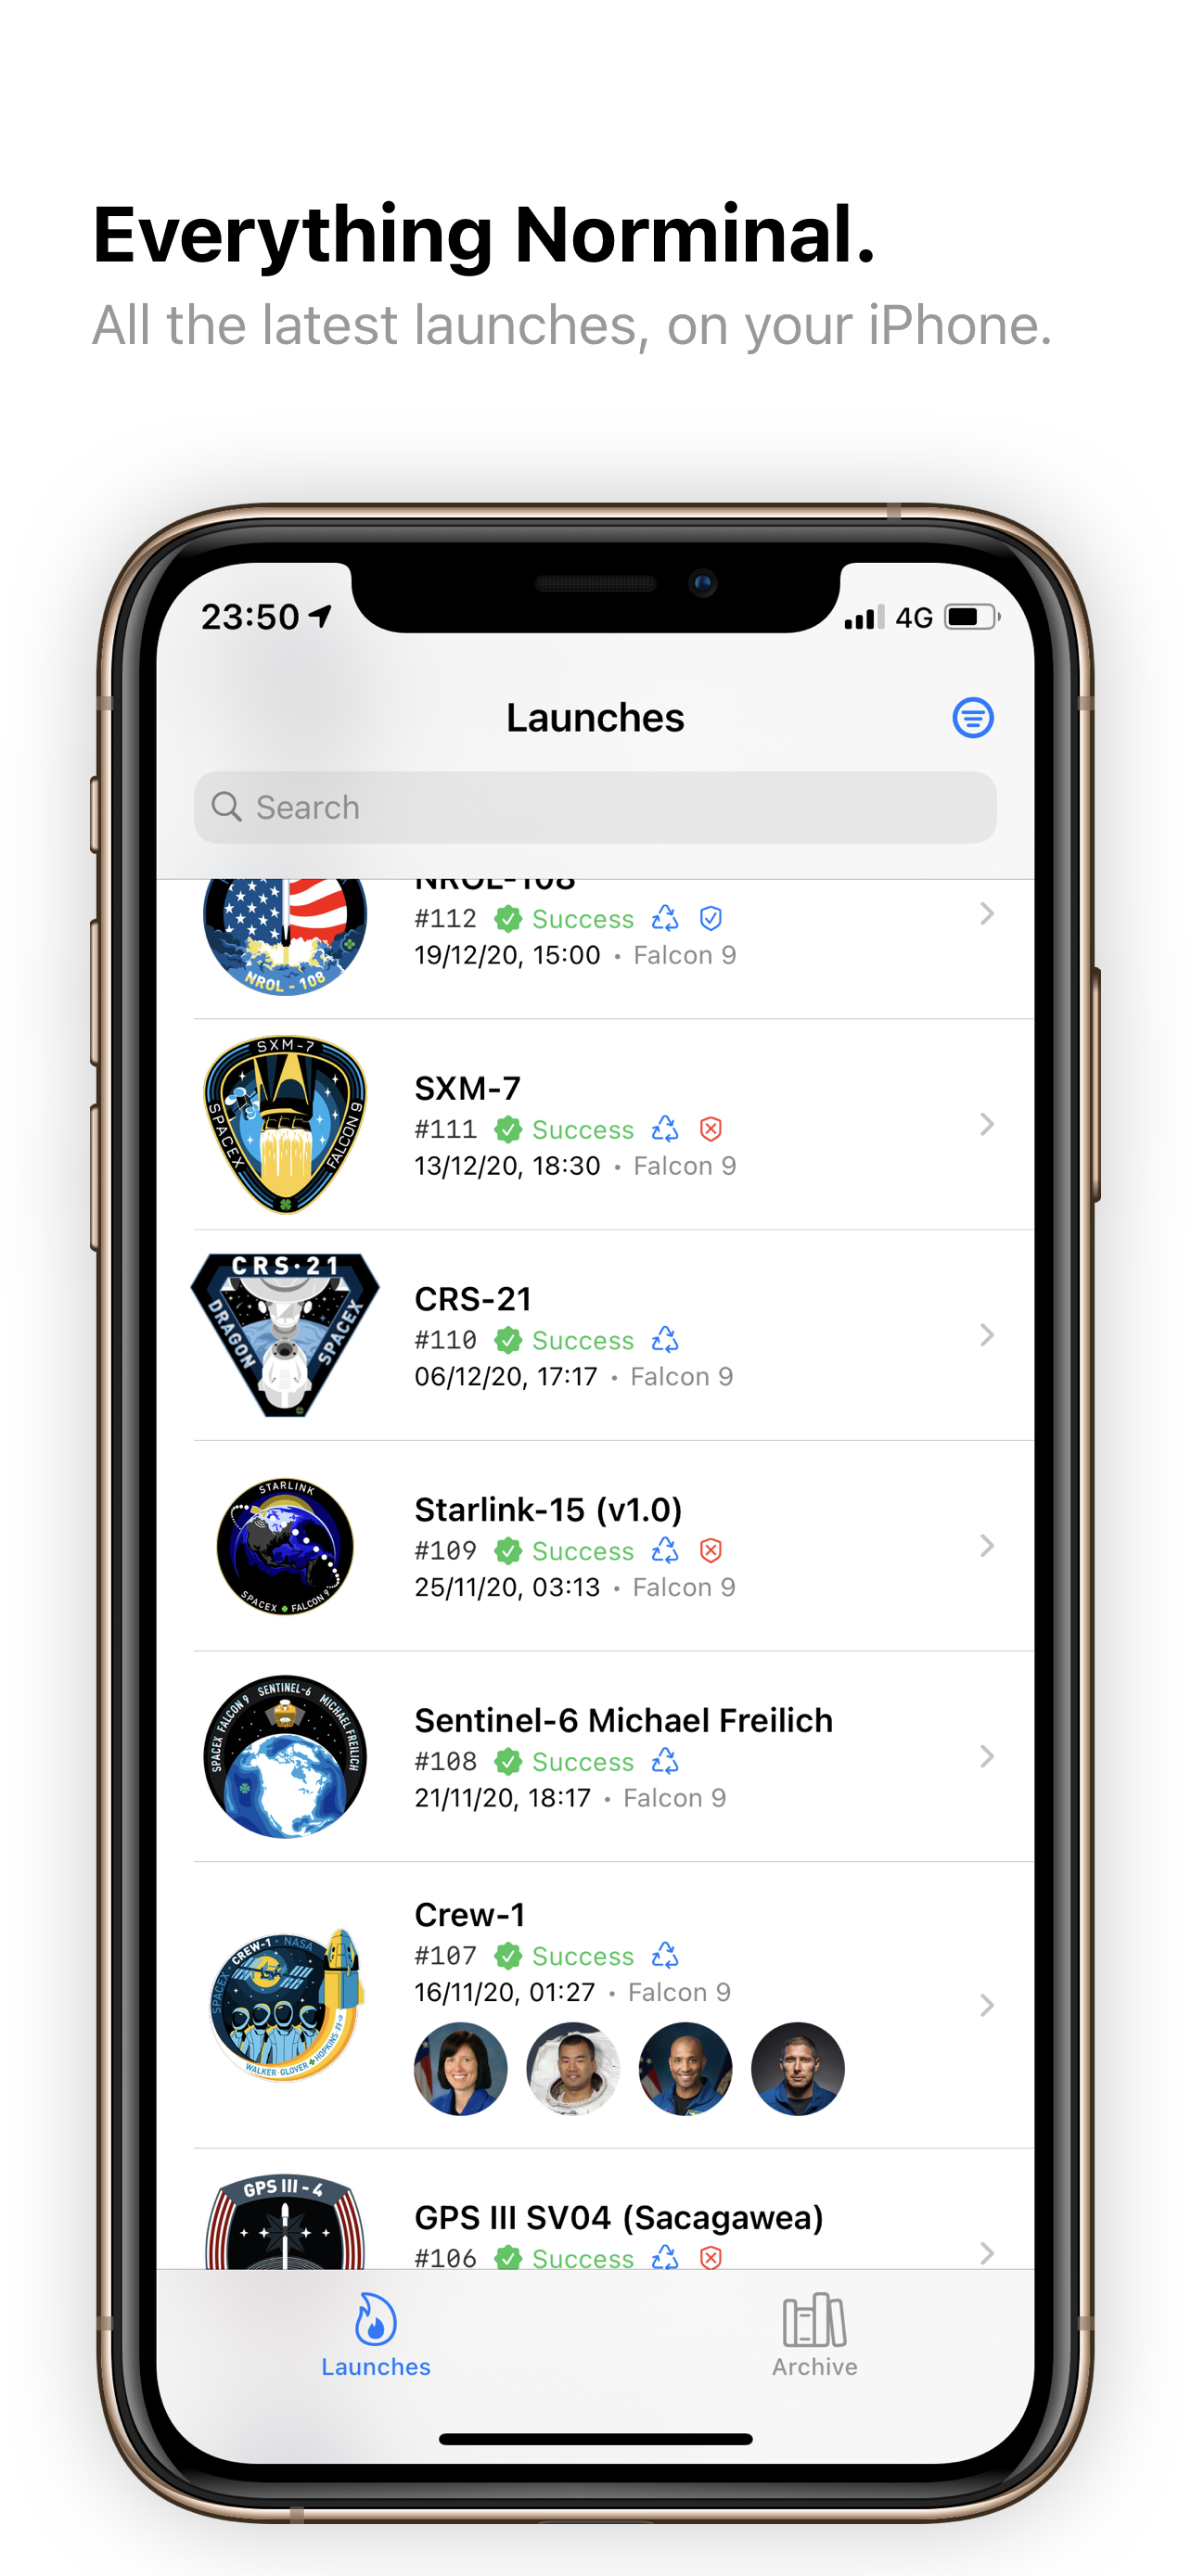 Everything Norminal.
All the latest launches, on your iPhone.
23:50
4G
Launches
Search
NROL-108
#112 Success
19/12/20, 15:00 • Falcon 9
NROL - 108
SXM-7
SPACEX
FALCON 9
SXM-7
#111 Success
13/12/20, 18:30 • Falcon 9
CRS·21
DRAGON
SPACEX
CRS-21
#110 Success
06/12/20, 17:17 • Falcon 9
STARLINK
SPACEX FALCON 9
Starlink-15 (v1.0)
#109 Success
25/11/20, 03:13 • Falcon 9
SPACEX FALCON 9 SENTINEL-6 MICHAEL FREILICH
Sentinel-6 Michael Freilich
#108 Success
21/11/20, 18:17 • Falcon 9
SPACEX · CREW-1 · NASA
WALKER GLOVER HOPKINS
Crew-1
#107 Success
16/11/20, 01:27 • Falcon 9
GPS III - 4
GPS III SV04 (Sacagawea)
#106 Success
Launches
Archive